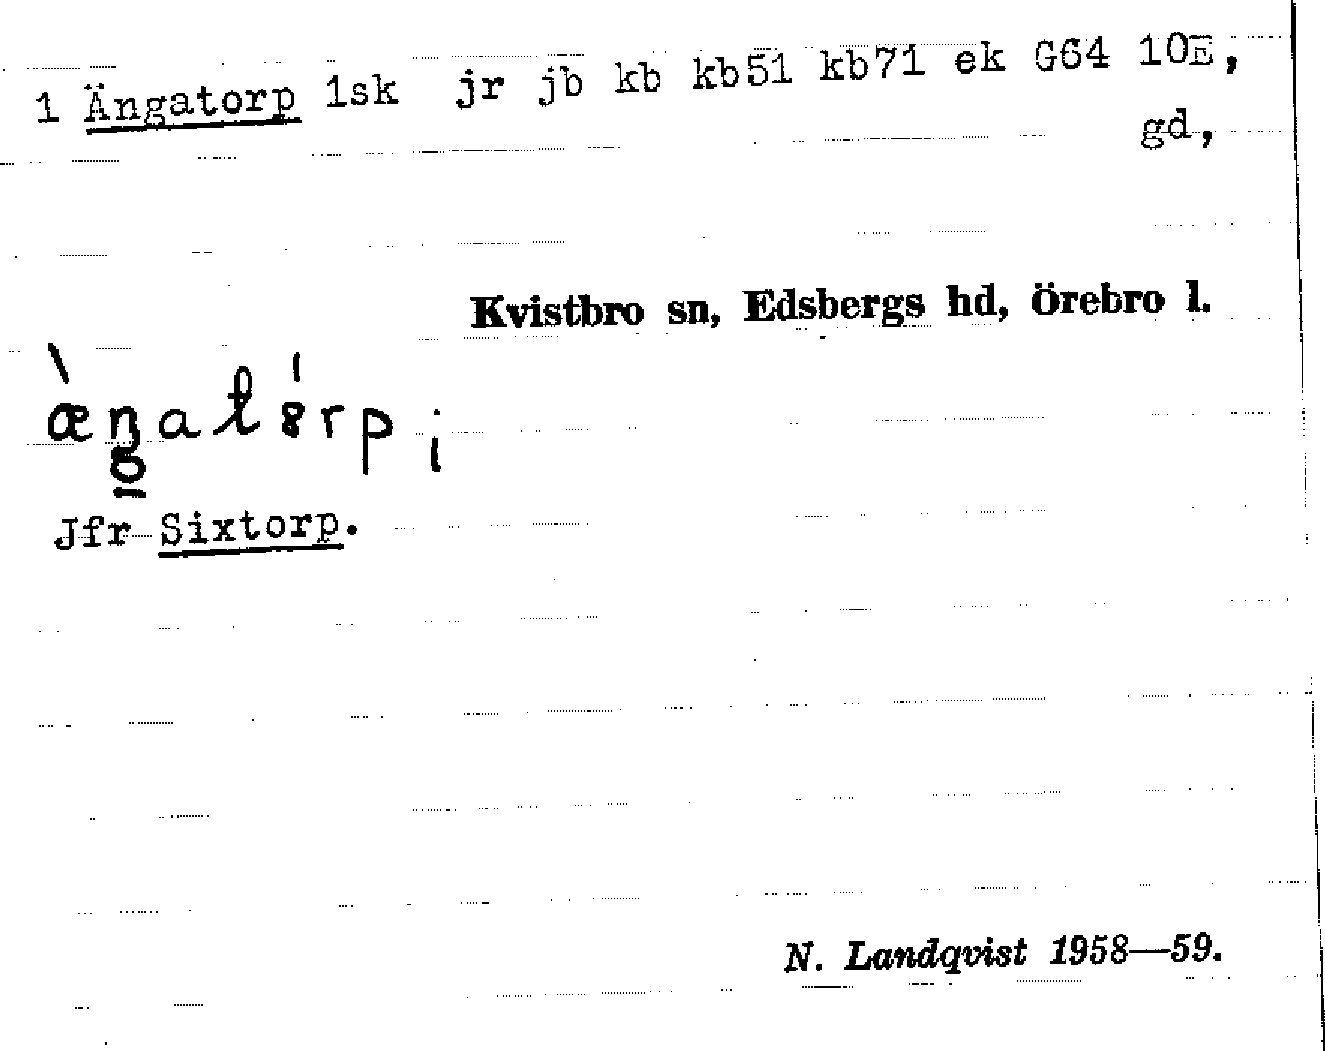 1 Ängatorp 1sk jr jb kb kb51 kb71 ek G64 10E,
gd,
Kvistbro sn, Edsbergs hd, Örebro l.
Jfr Sixtorp.
N. Landqvist 1958—59.